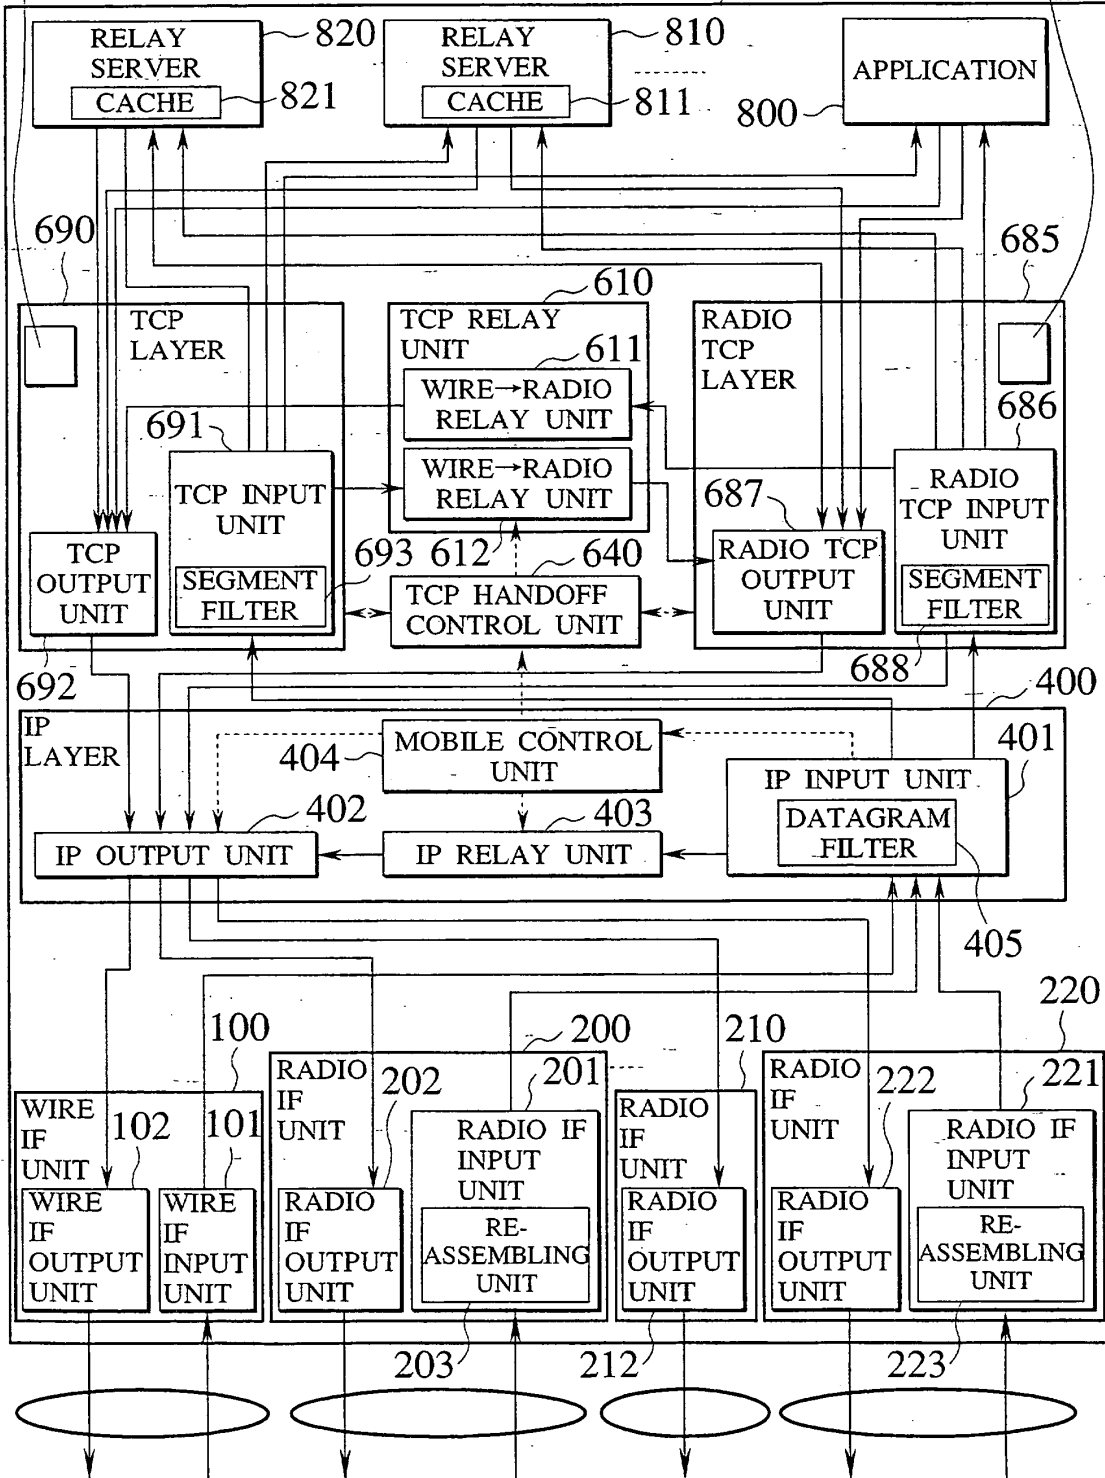 RELAY
SERVER
CACHE
820
821
RELAY
SERVER
CACHE
810
811
APPLICATION
800
690
TCP
LAYER
691
TCP INPUT
UNIT
SEGMENT
FILTER
693
TCP
OUTPUT
UNIT
692
610
TCP RELAY
UNIT
611
WIRE→RADIO
RELAY UNIT
WIRE→RADIO
RELAY UNIT
612
640
TCP HANDOFF
CONTROL UNIT
685
RADIO
TCP
LAYER
686
RADIO
TCP INPUT
UNIT
SEGMENT
FILTER
687
RADIO TCP
OUTPUT
UNIT
688
400
IP
LAYER
MOBILE CONTROL
UNIT
404
401
IP INPUT UNIT
DATAGRAM
FILTER
405
402
IP OUTPUT UNIT
403
IP RELAY UNIT
100
WIRE
IF
UNIT
102
101
WIRE
IF
OUTPUT
UNIT
WIRE
IF
INPUT
UNIT
200
RADIO
IF
UNIT
202
201
RADIO
IF
OUTPUT
UNIT
RADIO IF
INPUT
UNIT
RE-
ASSEMBLING
UNIT
203
210
RADIO
IF
UNIT
RADIO
IF
OUTPUT
UNIT
212
220
RADIO
IF
UNIT
222
221
RADIO
IF
OUTPUT
UNIT
RADIO IF
INPUT
UNIT
RE-
ASSEMBLING
UNIT
223